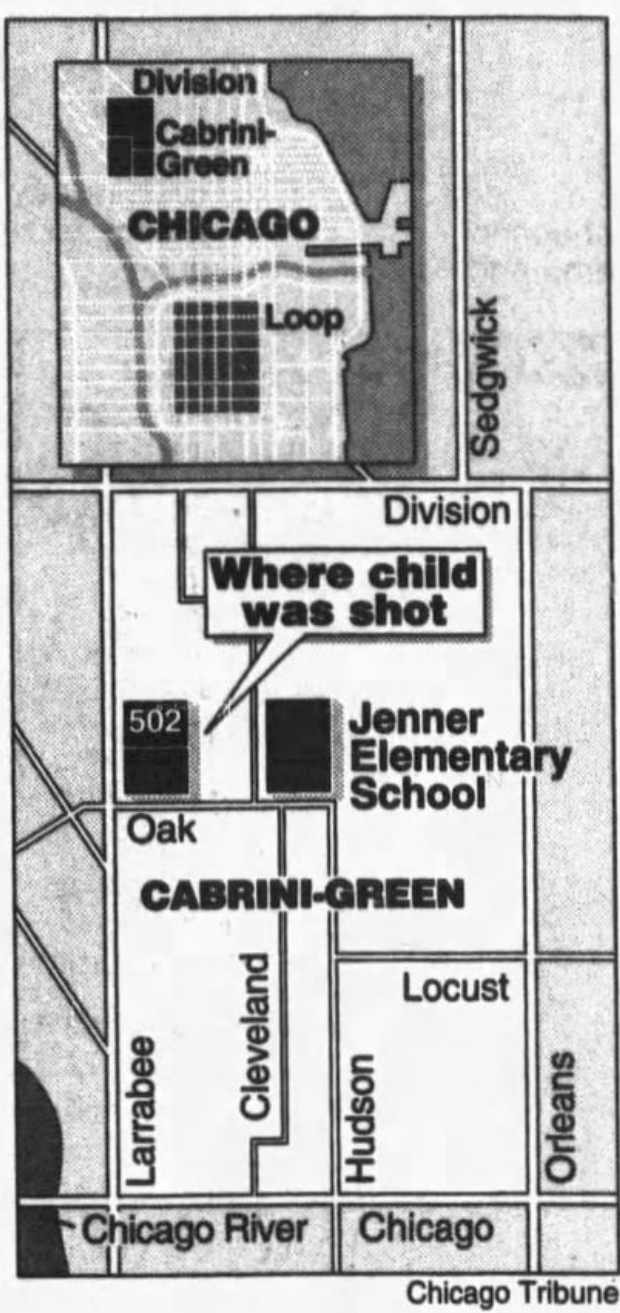 Division
Cabrini-
Green
CHICAGO
Loop
Sedgwick
Division
Where child
was shot
502
Jenner
Elementary
School
Oak
CABRINI-GREEN
Locust
Larrabee
Cleveland
Hudson
Orleans
Chicago River
Chicago
Chicago Tribune